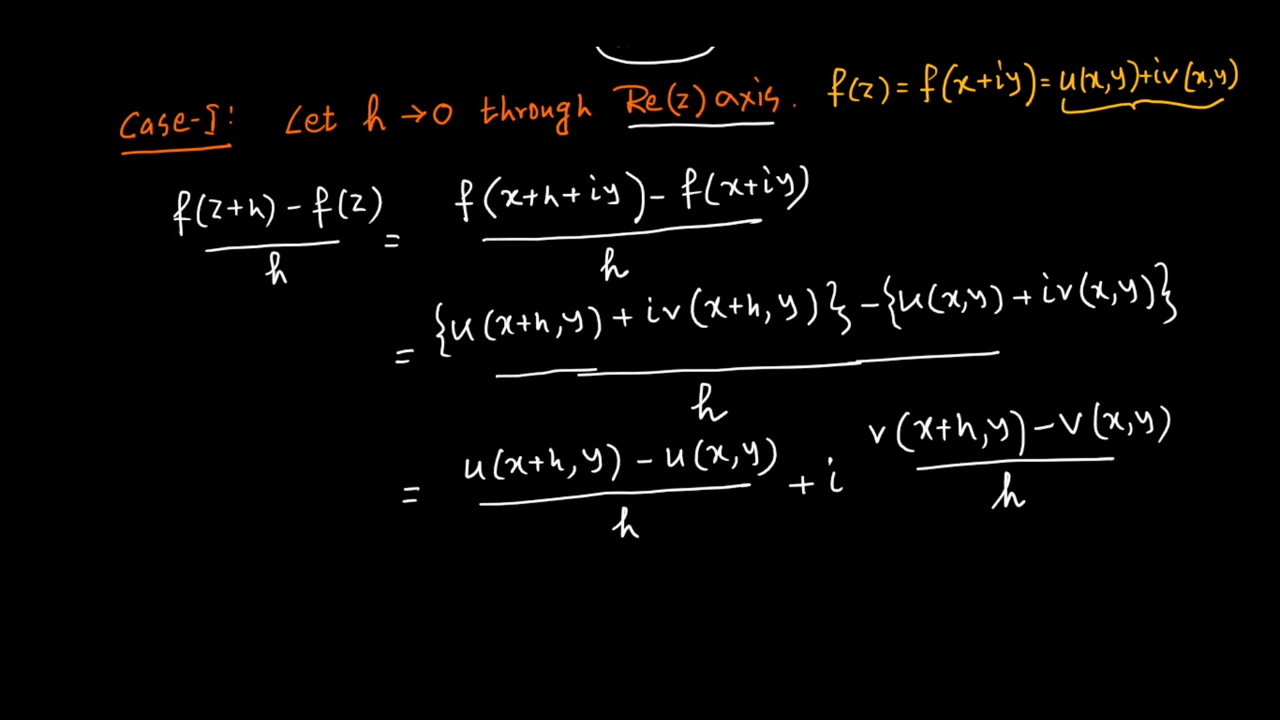 Case-I: Let h → 0 through Re(z) axis. f(z) = f(x+iy) = u(x,y)+iv(x,y)
f(z+h) - f(z) / h = f(x+h+iy) - f(x+iy) / h
= {u(x+h,y) + iv(x+h,y)} - {u(x,y) + iv(x,y)} / h
= u(x+h,y) - u(x,y) / h + i v(x+h,y) - v(x,y) / h